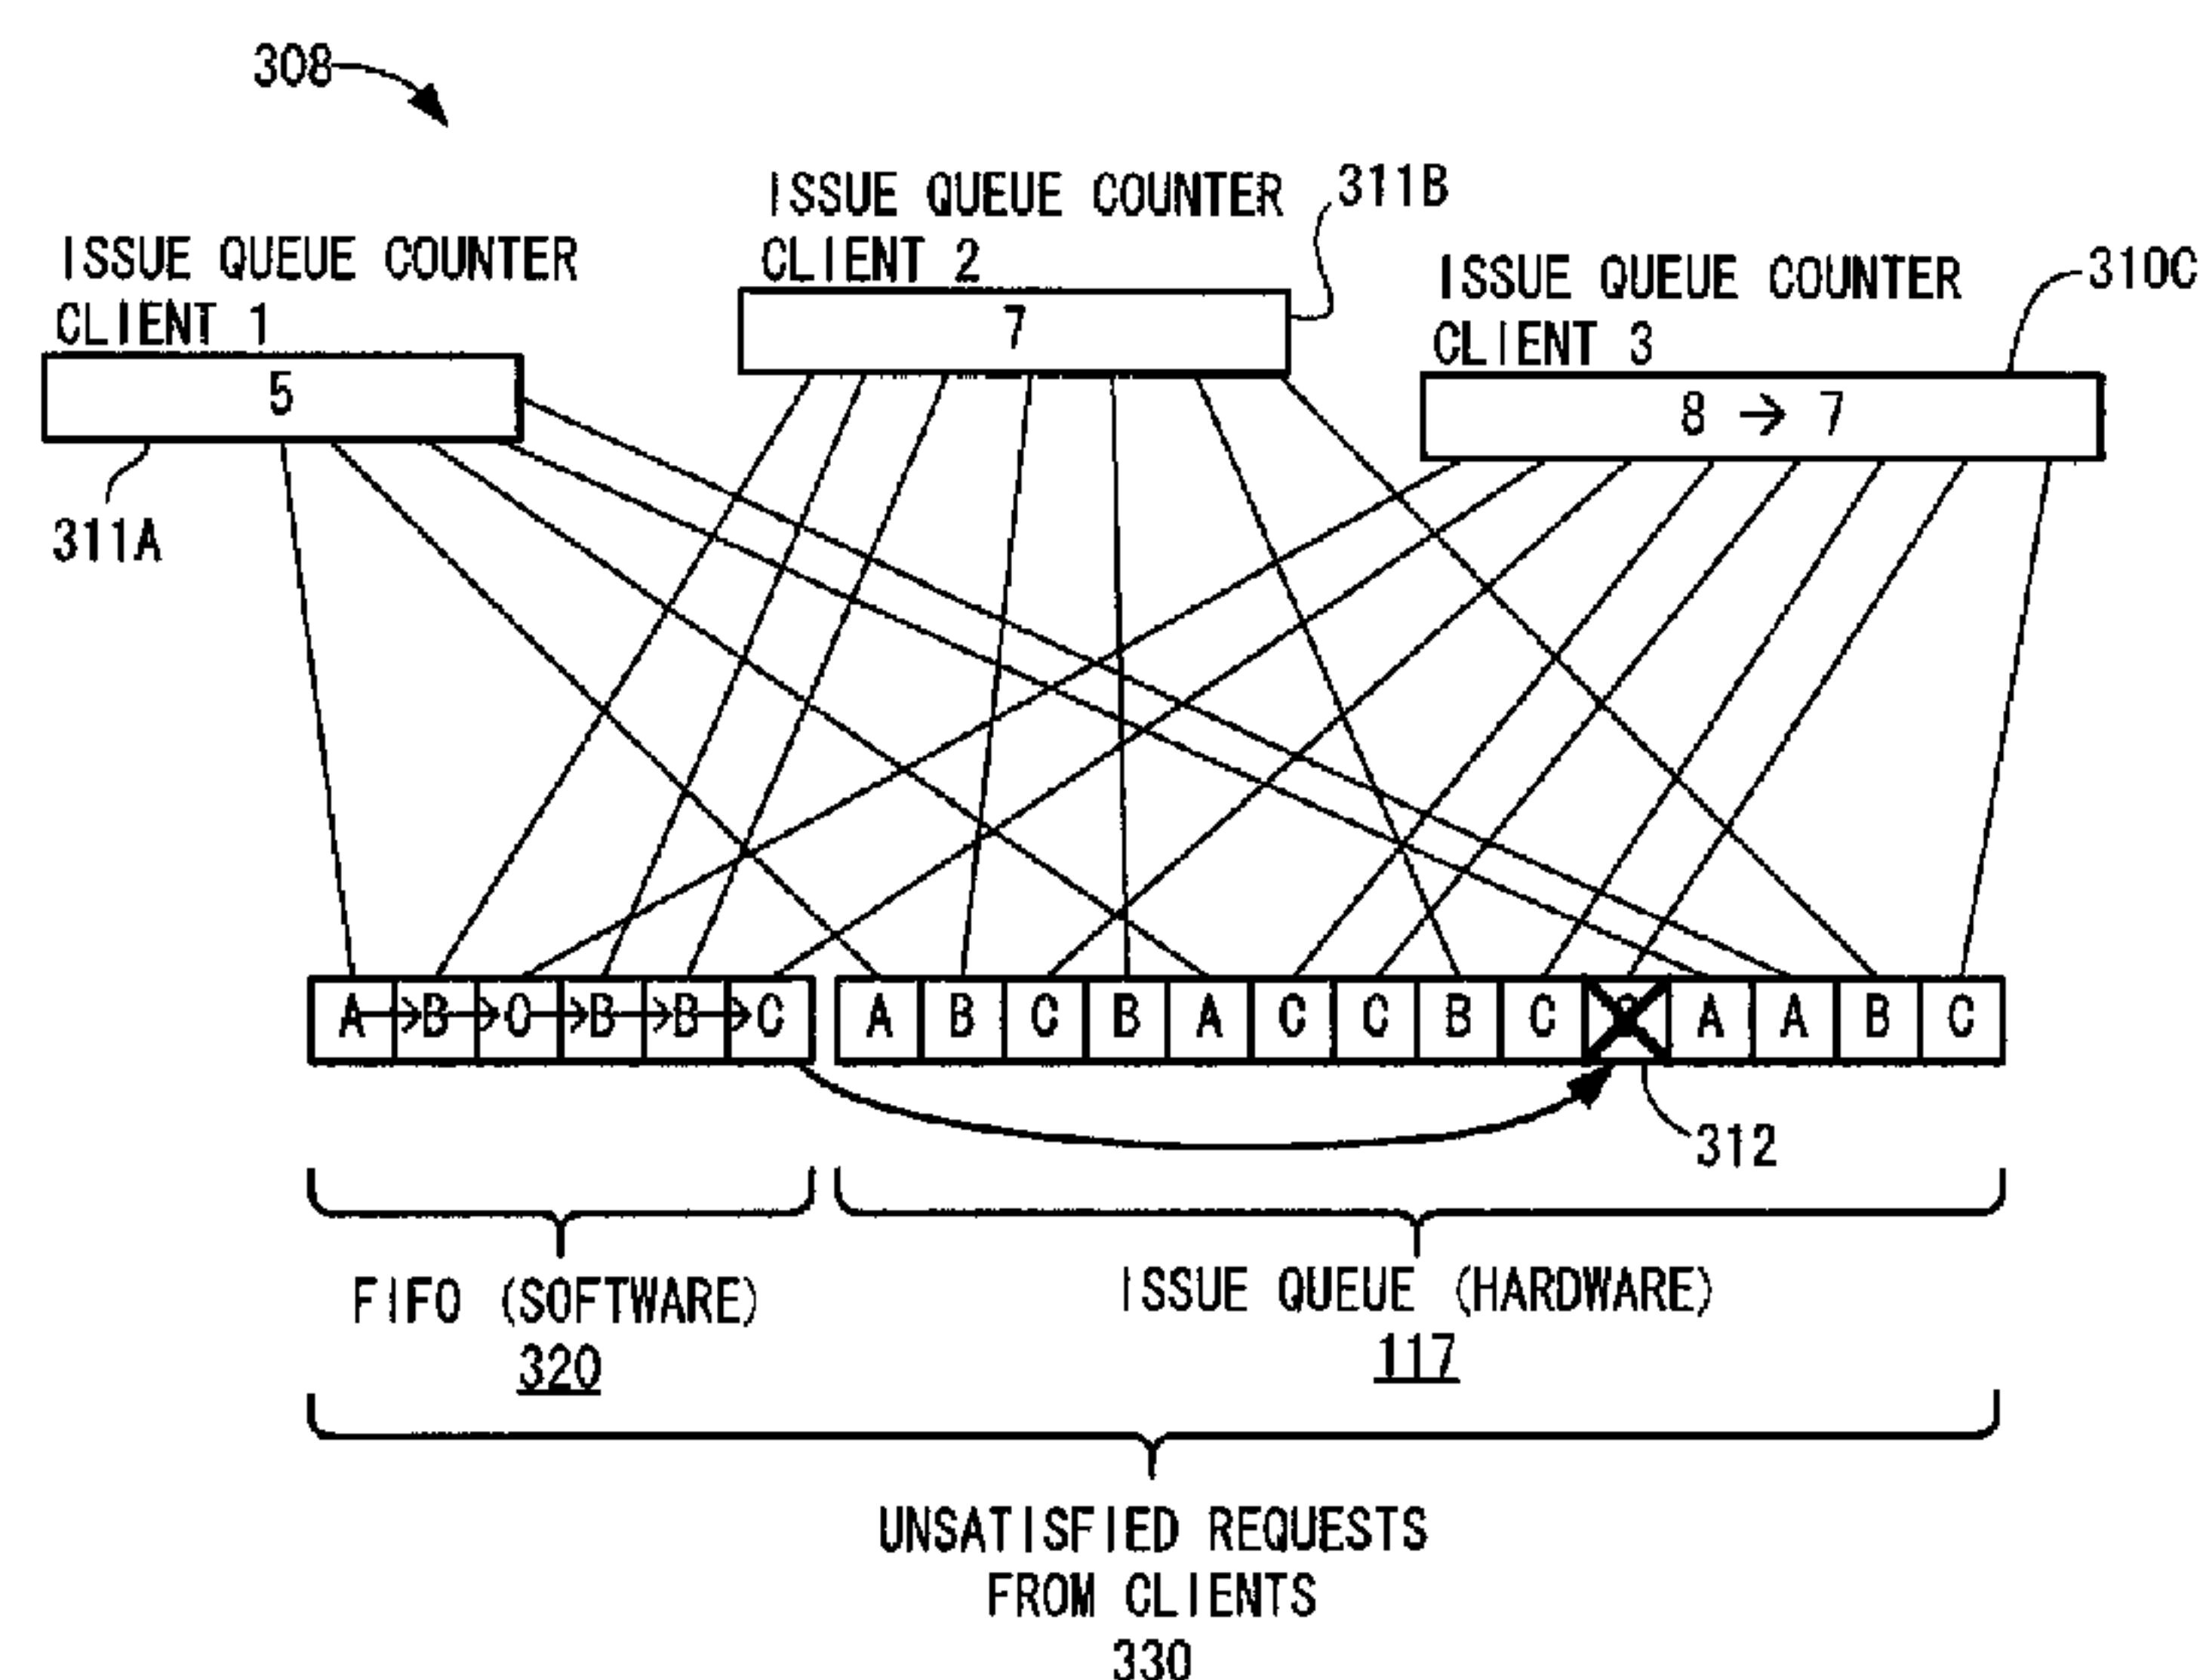 308
ISSUE QUEUE COUNTER
CLIENT 1
5
311A
ISSUE QUEUE COUNTER
CLIENT 2
7
311B
ISSUE QUEUE COUNTER
CLIENT 3
8 → 7
310C
A→B→C→B→B→C
A B C B A C C B C A A B C
312
FIFO (SOFTWARE)
320
ISSUE QUEUE (HARDWARE)
117
UNSATISFIED REQUESTS
FROM CLIENTS
330